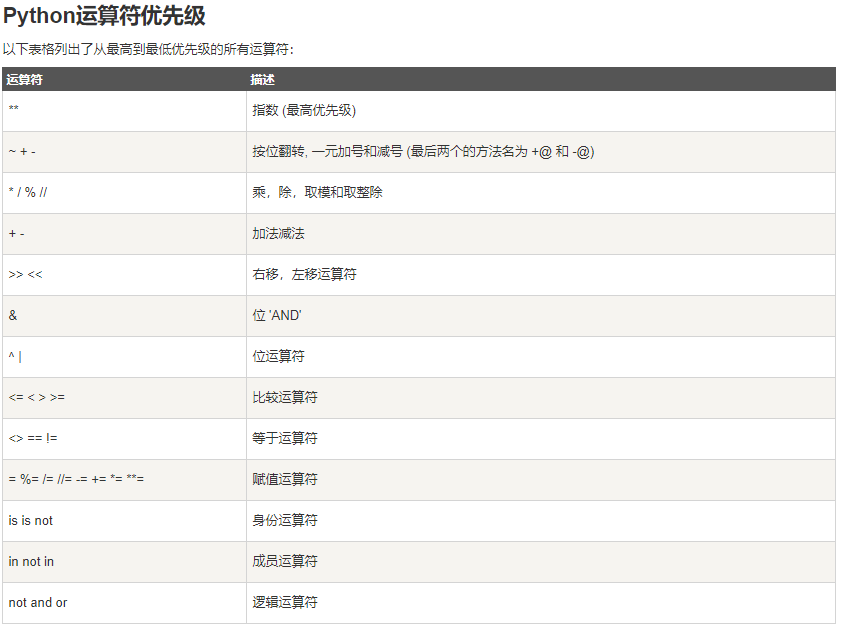 Python运算符优先级
以下表格列出了从最高到最低优先级的所有运算符：
运算符 描述
** 指数 (最高优先级)
~ + - 按位翻转, 一元加号和减号 (最后两个的方法名为 +@ 和 -@)
* / % // 乘，除，取模和取整除
+ - 加法减法
>> << 右移，左移运算符
& 位 'AND'
^ | 位运算符
<= < > >= 比较运算符
<> == != 等于运算符
= %= /= //= -= += *= **= 赋值运算符
is is not 身份运算符
in not in 成员运算符
not and or 逻辑运算符